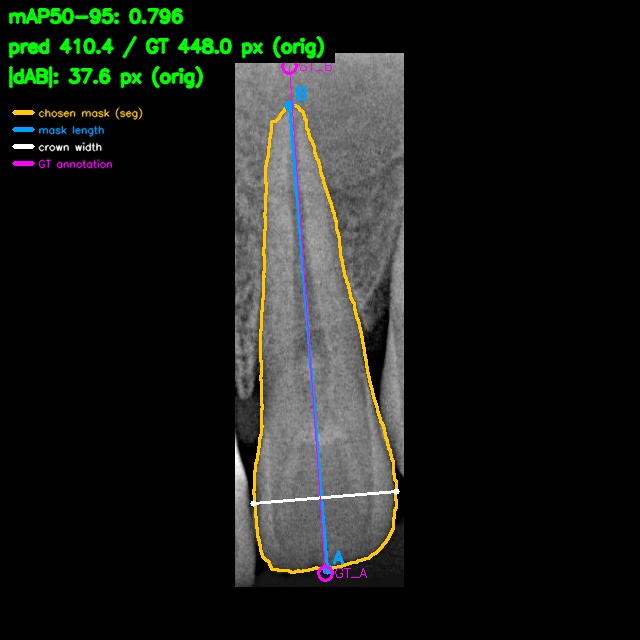 mAP50-95: 0.796
pred 410.4 / GT 448.0 px (orig)
|dAB|: 37.6 px (orig)
chosen mask (seg)
mask length
crown width
GT annotation
GT_B
B
A
GT_A